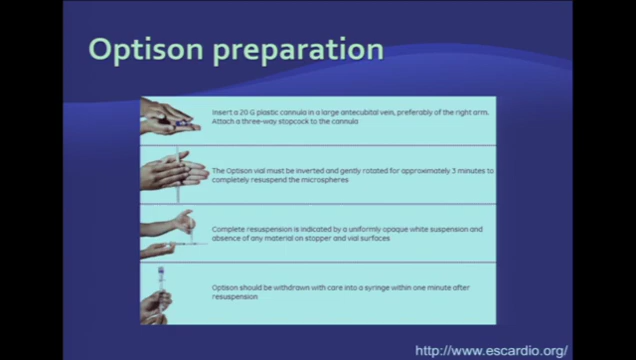 Optison preparation
Insert a 20 G plastic cannula in a large antecubital vein, preferably of the right arm.
Attach a three-way stopcock to the cannula
The Optison vial must be inverted and gently rotated for approximately 3 minutes to
completely resuspend the microspheres
Complete resuspension is indicated by a uniformly opaque white suspension and
absence of any material on stopper and vial surfaces
Optison should be withdrawn with care into a syringe within one minute after
resuspension
http://www.escardio.org/